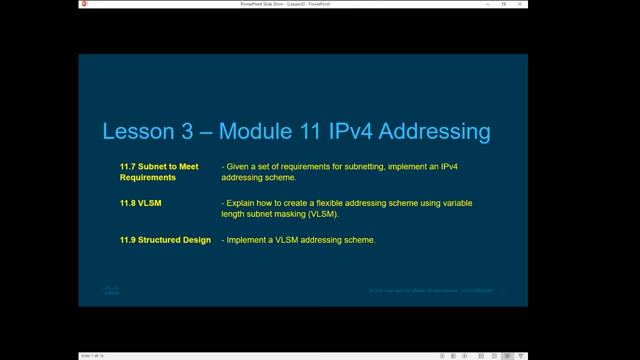 PowerPoint Slide Show - [Lesson3] - PowerPoint
Lesson 3 – Module 11 IPv4 Addressing
11.7 Subnet to Meet Requirements
- Given a set of requirements for subnetting, implement an IPv4
addressing scheme.
11.8 VLSM
- Explain how to create a flexible addressing scheme using variable
length subnet masking (VLSM).
11.9 Structured Design
- Implement a VLSM addressing scheme.